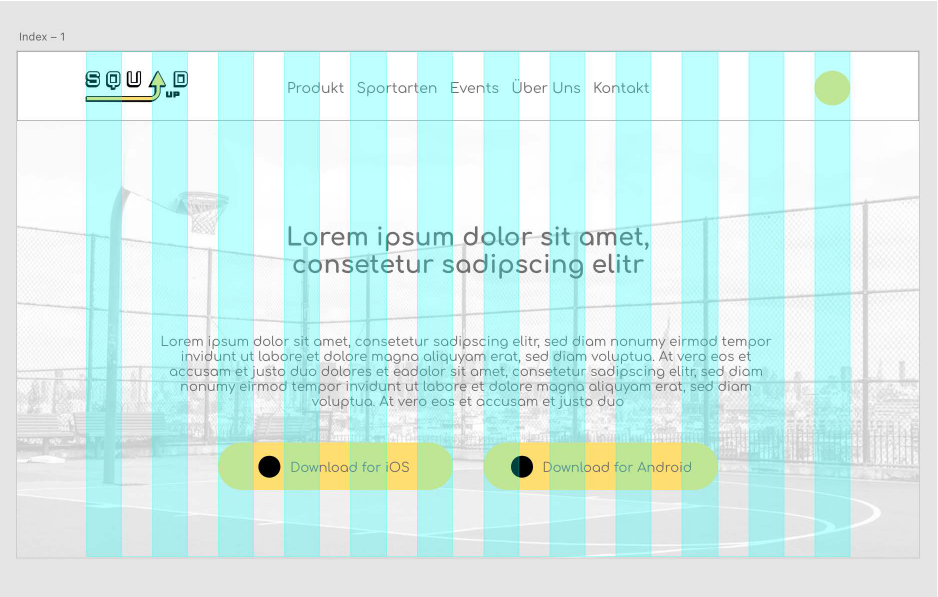 Index – 1
SQUAD
UP
Produkt Sportarten Events Über Uns Kontakt
Lorem ipsum dolor sit amet,
consetetur sadipscing elitr
Lorem ipsum dolor sit amet, consetetur sadipscing elitr, sed diam nonumy eirmod tempor
invidunt ut labore et dolore magna aliquyam erat, sed diam voluptua. At vero eos et
accusam et justo duo dolores et eadolor sit amet, consetetur sadipscing elitr, sed diam
nonumy eirmod tempor invidunt ut labore et dolore magna aliquyam erat, sed diam
voluptua. At vero eos et accusam et justo duo
Download for iOS
Download for Android